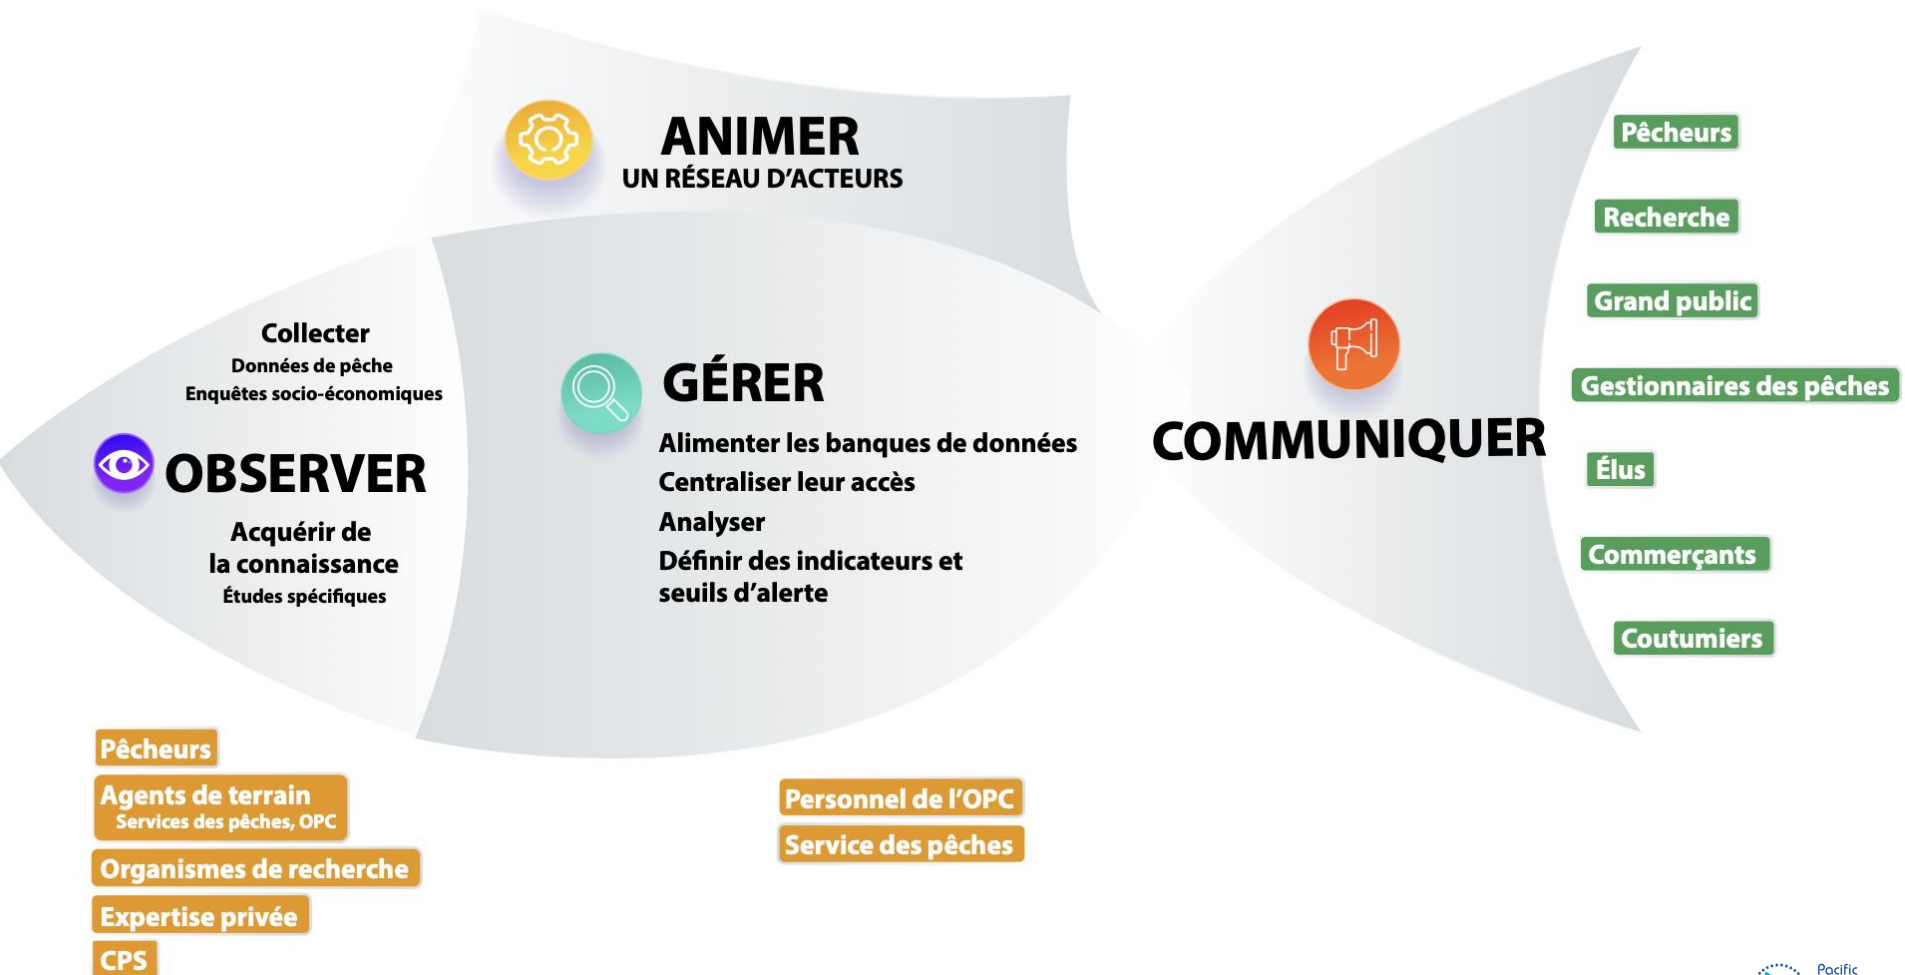 ANIMER
UN RÉSEAU D'ACTEURS
Collecter
Données de pêche
Enquêtes socio-économiques
OBSERVER
Acquérir de
la connaissance
Études spécifiques
GÉRER
Alimenter les banques de données
Centraliser leur accès
Analyser
Définir des indicateurs et
seuils d'alerte
COMMUNIQUER
Pêcheurs
Recherche
Grand public
Gestionnaires des pêches
Élus
Commerçants
Coutumiers
Pêcheurs
Agents de terrain
Services des pêches, OPC
Organismes de recherche
Expertise privée
CPS
Personnel de l'OPC
Service des pêches
Pacific